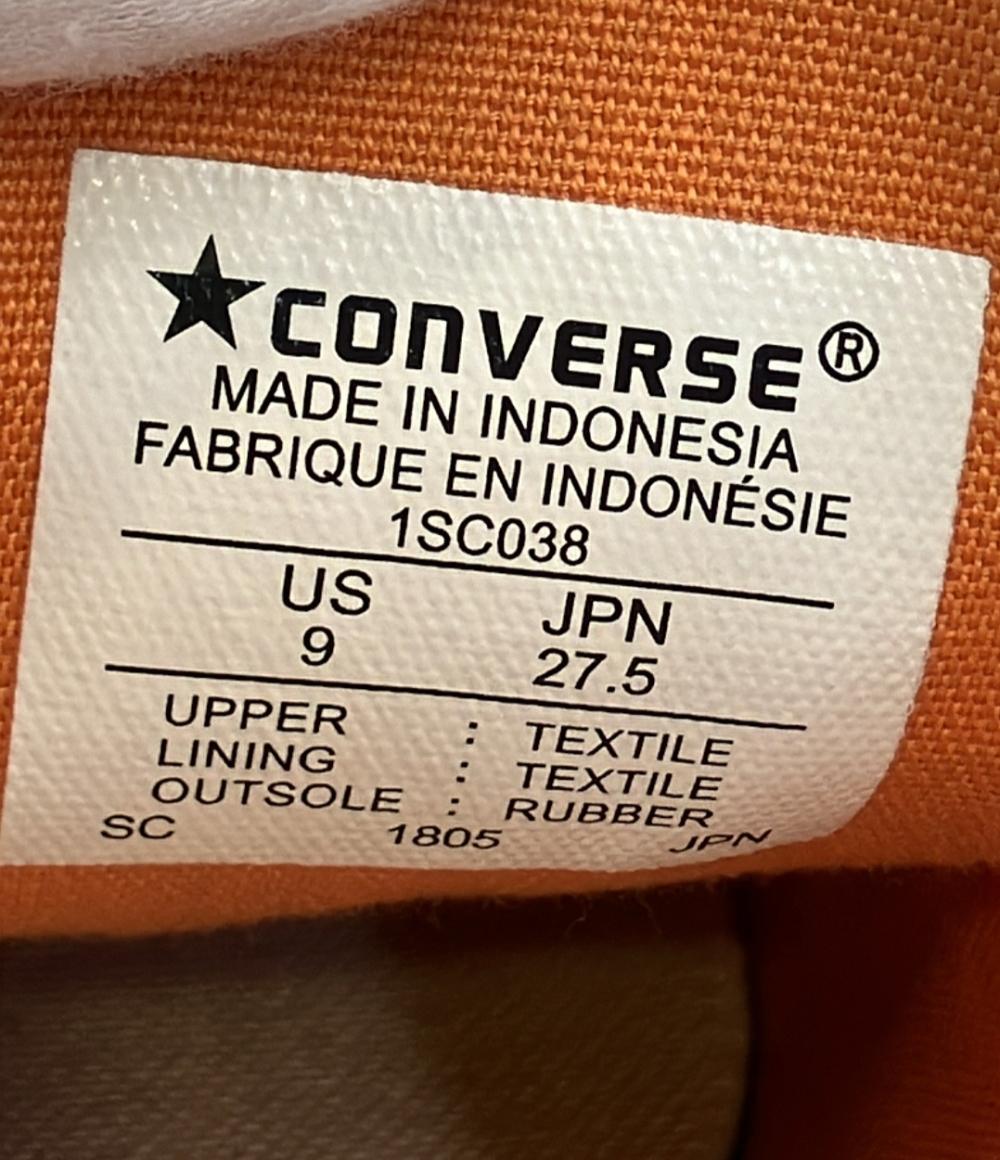 CONVERSE®
MADE IN INDONESIA
FABRIQUE EN INDONÉSIE
1SC038
US JPN
9 27.5
UPPER : TEXTILE
LINING : TEXTILE
OUTSOLE : RUBBER
SC 1805 JPN